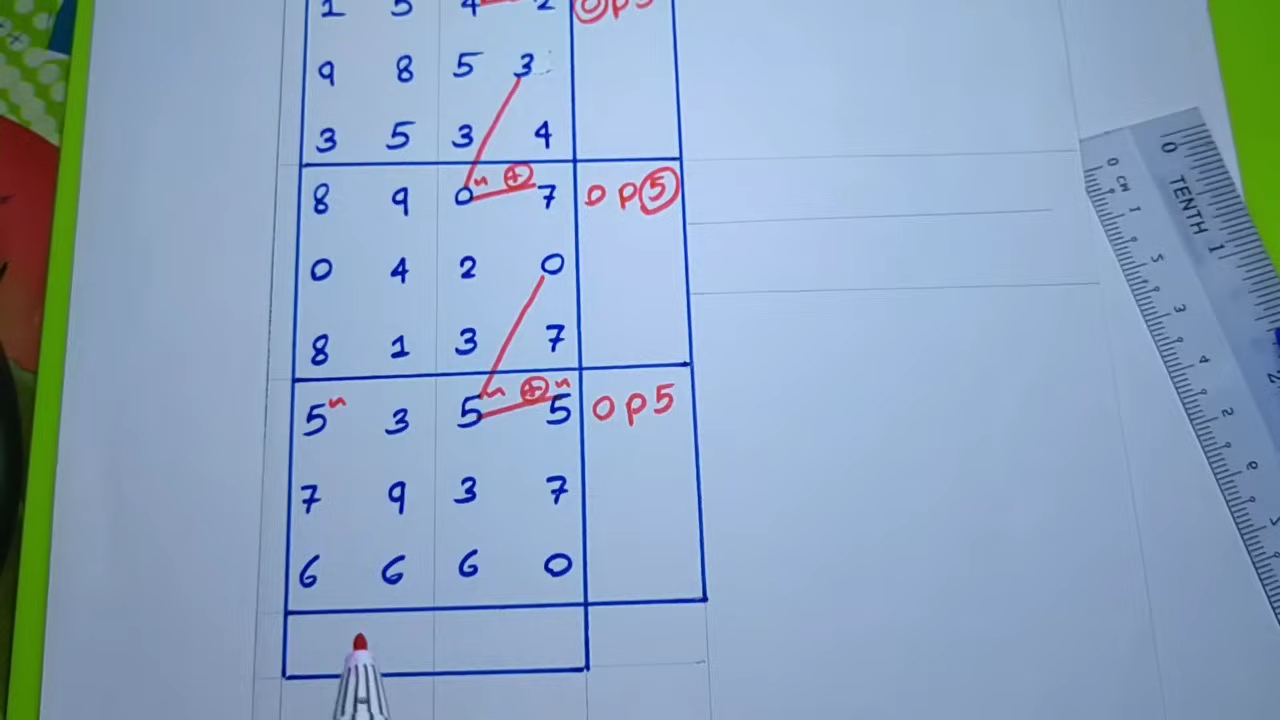 1 5 4 2 OP5
9 8 5 3
3 5 3 4
8 9 0 n + 7 0 P 5
0 4 2 0
8 1 3 7
5 n 3 5 n + 5 n OP5
7 9 3 7
6 6 6 0
0 CM 1
TENTH